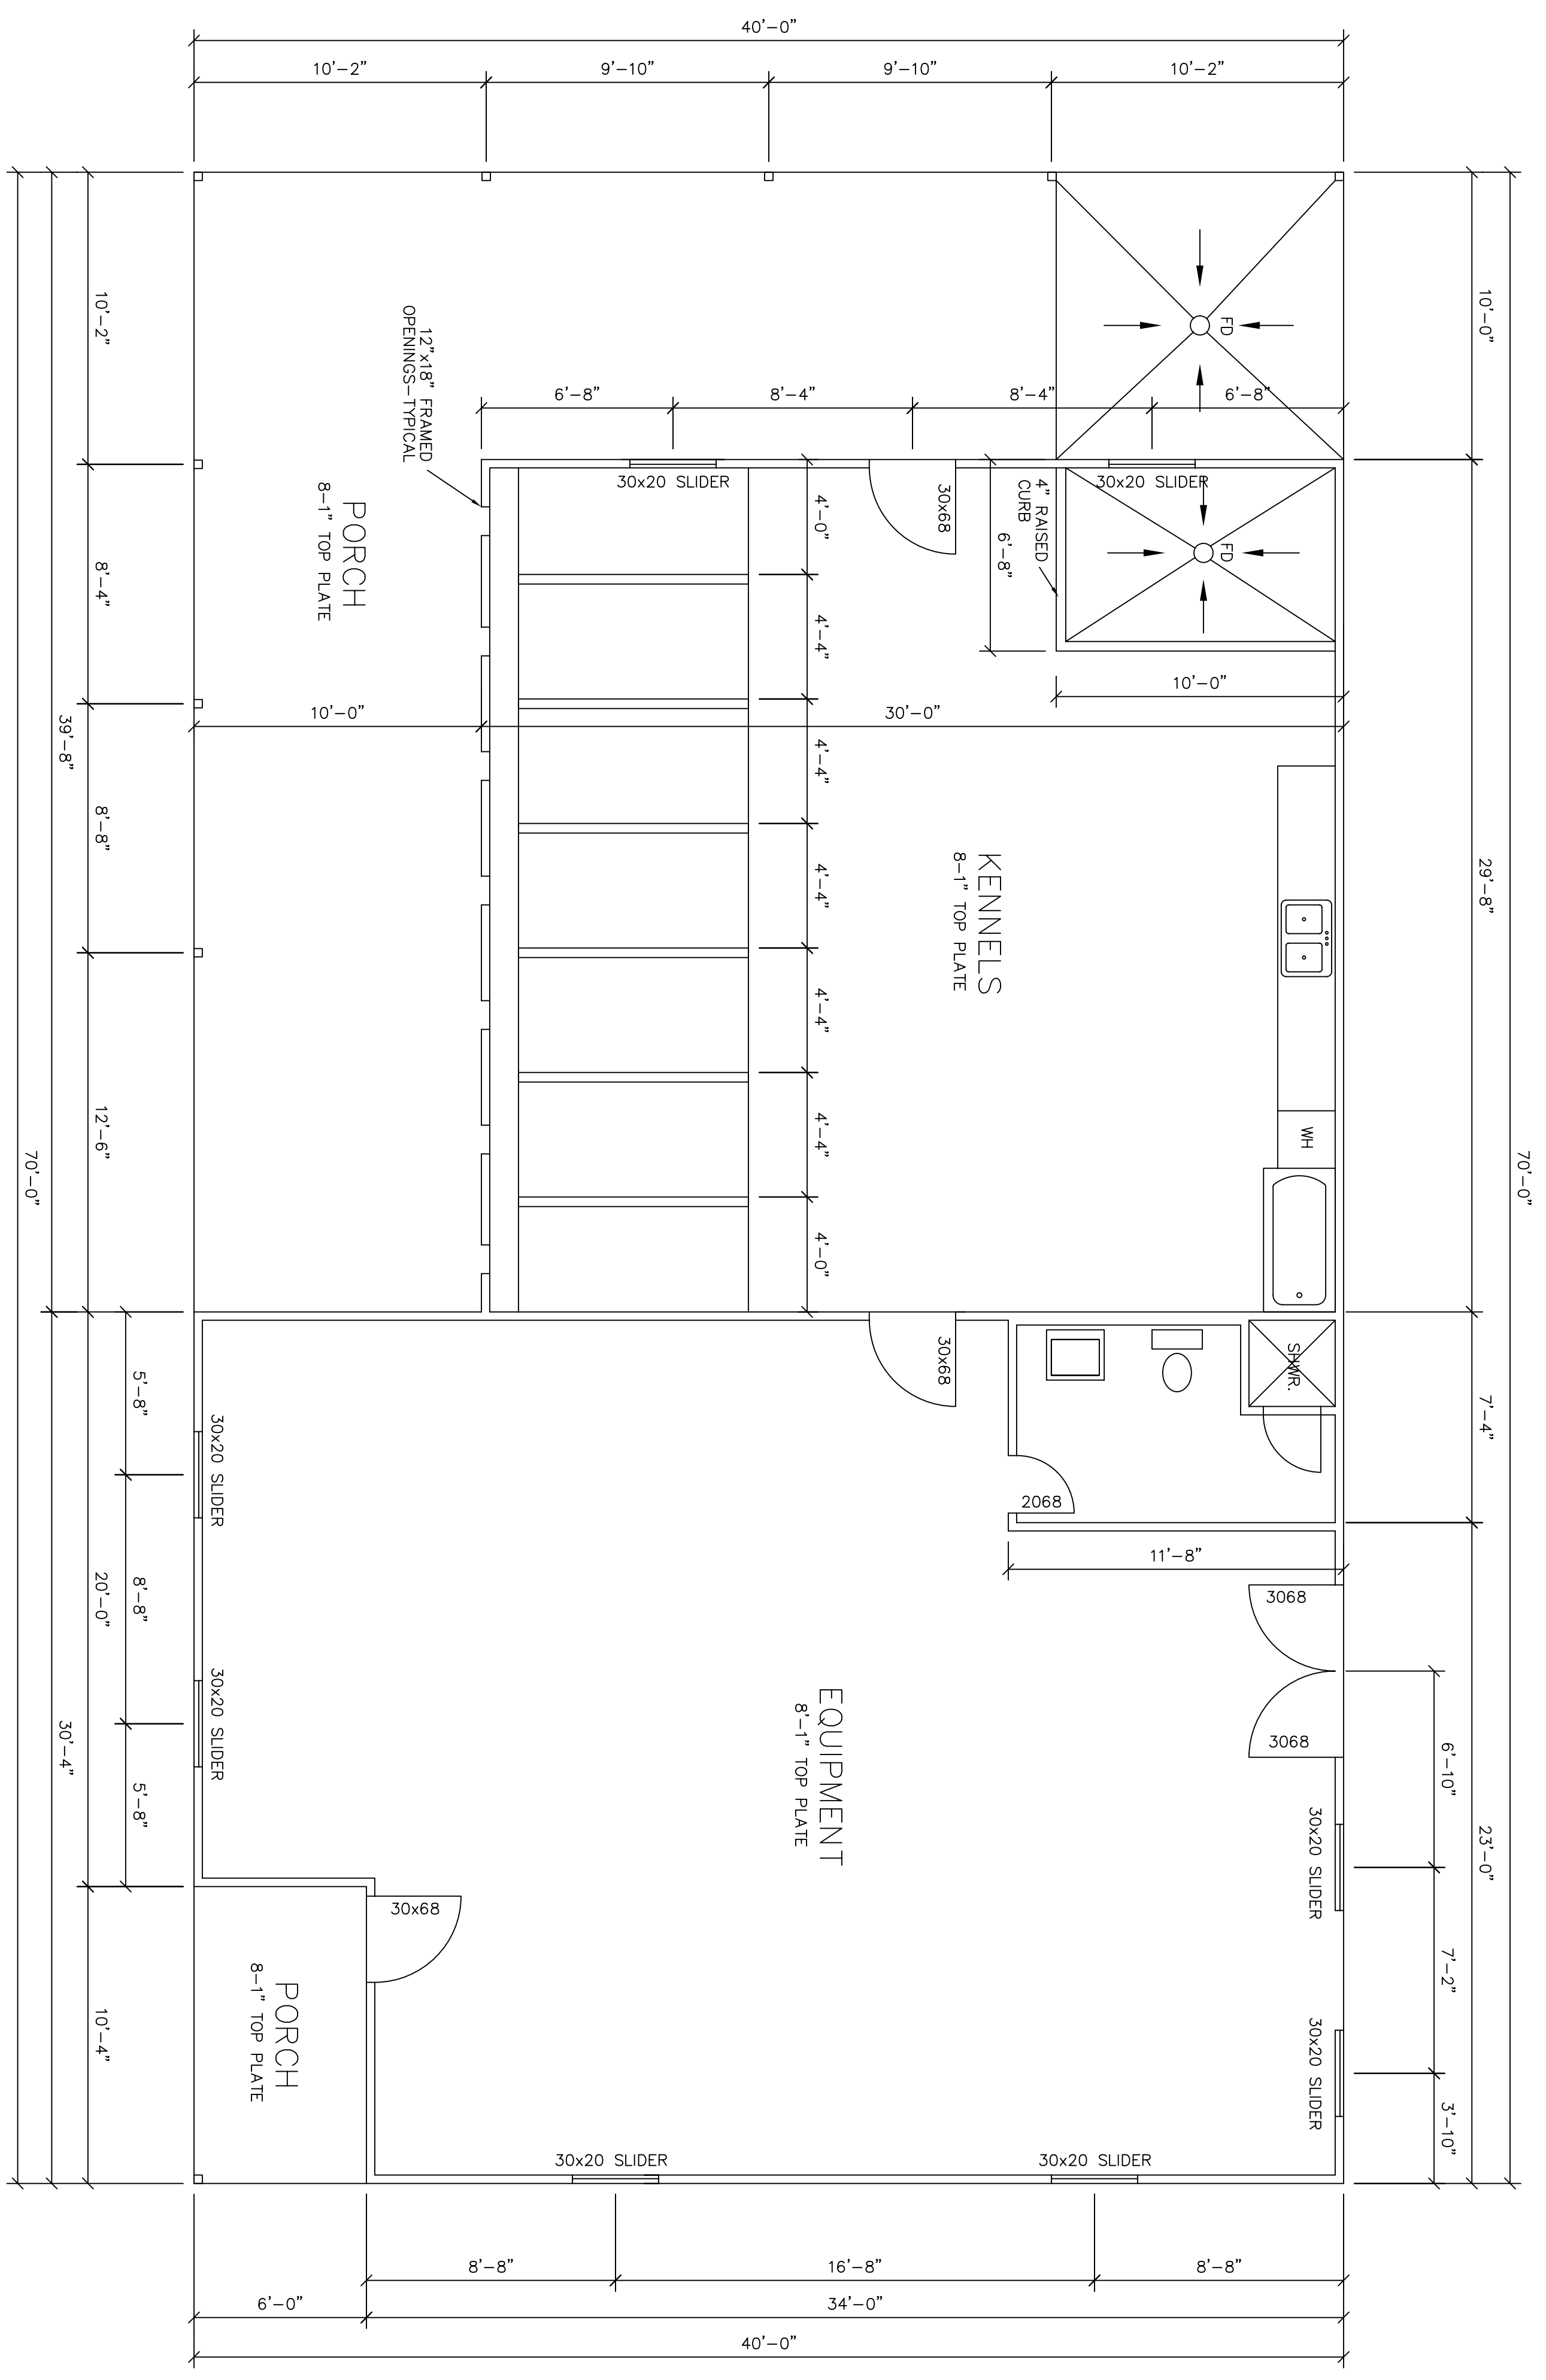 40'-0"
10'-2"
9'-10"
9'-10"
10'-2"
70'-0"
10'-0"
29'-8"
7'-4"
23'-0"
6'-10"
7'-2"
3'-10"
FD
6'-8"
8'-4"
8'-4"
6'-8"
12"x18" FRAMED
OPENINGS-TYPICAL
30x20 SLIDER
30x20 SLIDER
30x68
4" RAISED
CURB
6'-8"
FD
PORCH
8-1" TOP PLATE
10'-0"
10'-0"
30'-0"
4'-0"
4'-4"
4'-4"
4'-4"
4'-4"
4'-4"
4'-0"
KENNELS
8-1" TOP PLATE
WH
10'-2"
8'-4"
8'-8"
12'-6"
39'-8"
70'-0"
30x68
SHWR.
2068
11'-8"
3068
3068
5'-8"
8'-8"
5'-8"
20'-0"
30'-4"
10'-4"
30x20 SLIDER
30x20 SLIDER
EQUIPMENT
8'-1" TOP PLATE
30x20 SLIDER
30x20 SLIDER
30x68
PORCH
8-1" TOP PLATE
30x20 SLIDER
30x20 SLIDER
8'-8"
16'-8"
8'-8"
6'-0"
34'-0"
40'-0"